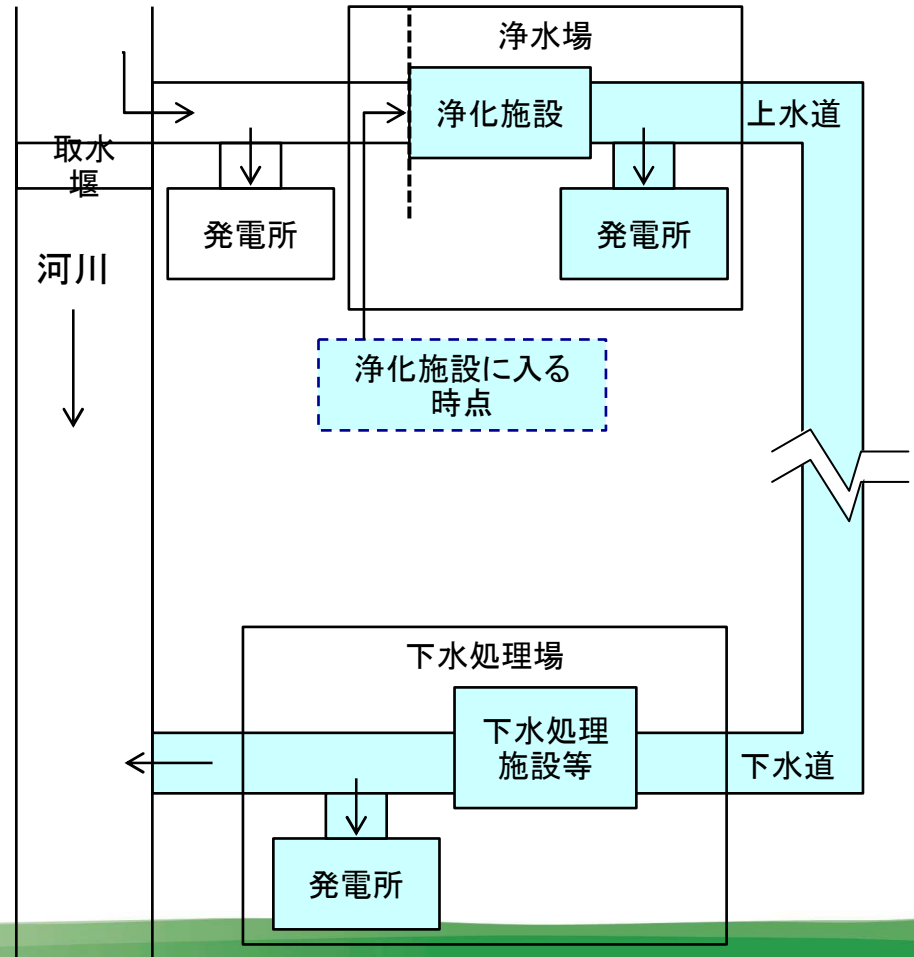 浄水場
浄化施設
上水道
取水
堰
発電所
発電所
河川
浄化施設に入る
時点
下水処理場
下水処理
施設等
下水道
発電所